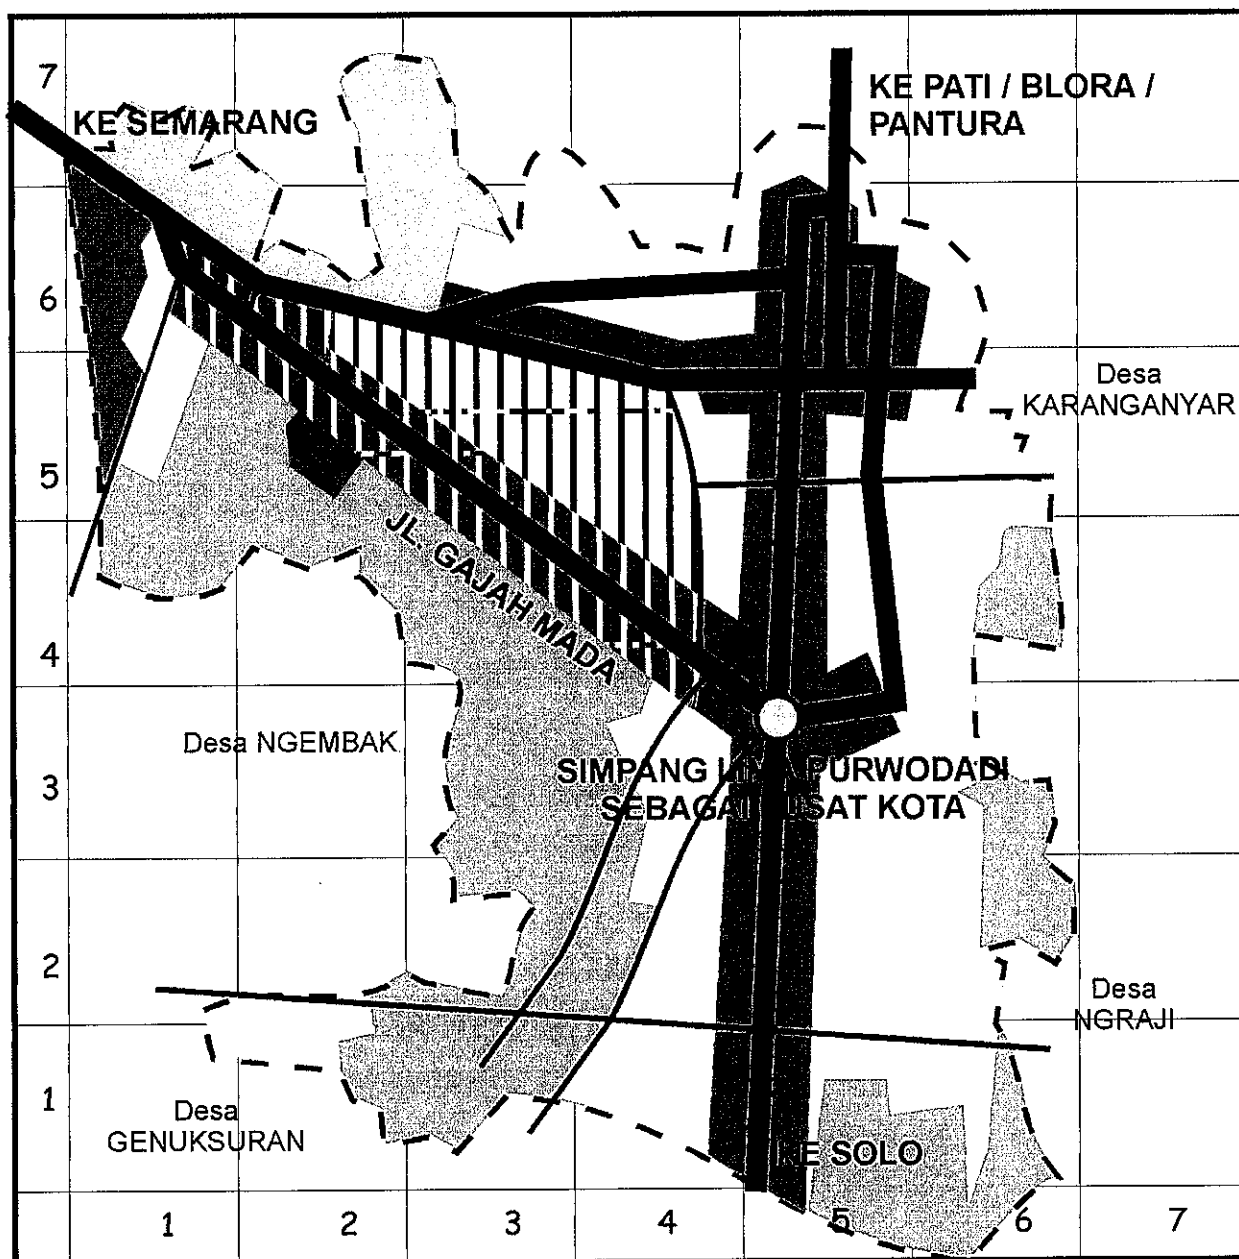 7
KE SEMARANG
KE PATI / BLORA /
PANTURA
6
Desa
KARANGANYAR
5
JL. GAJAH MADA
4
Desa NGEMBAK
3
SIMPANG PURWODADI
SEBAGAI PUSAT KOTA
2
Desa
NGRAJI
1
Desa
GENUKSURAN
KE SOLO
1 2 3 4 5 6 7